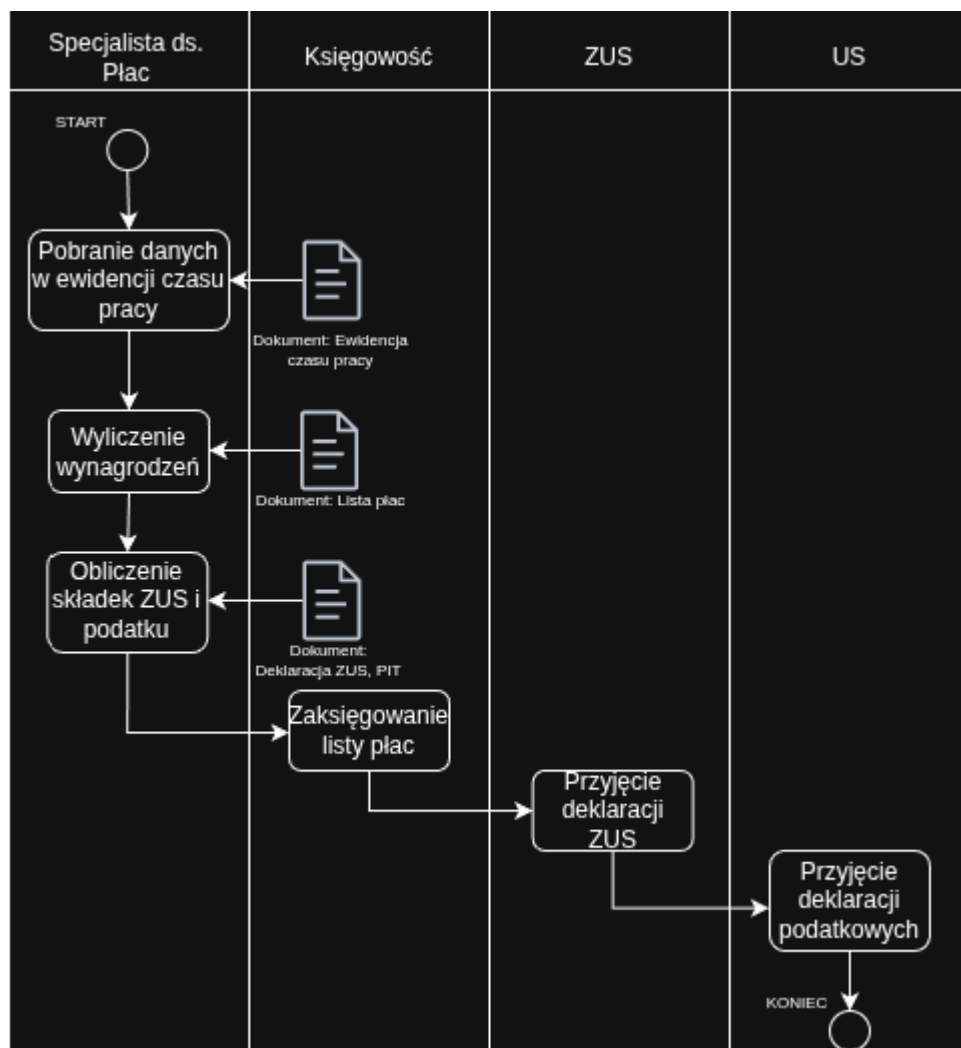 Specjalista ds.
Płac
Księgowość
ZUS
US
START
Pobranie danych
w ewidencji czasu
pracy
Dokument: Ewidencja
czasu pracy
Wyliczenie
wynagrodzeń
Dokument: Lista płac
Obliczenie
składek ZUS i
podatku
Dokument:
Deklaracja ZUS, PIT
Zaksięgowanie
listy płac
Przyjęcie
deklaracji
ZUS
Przyjęcie
deklaracji
podatkowych
KONIEC